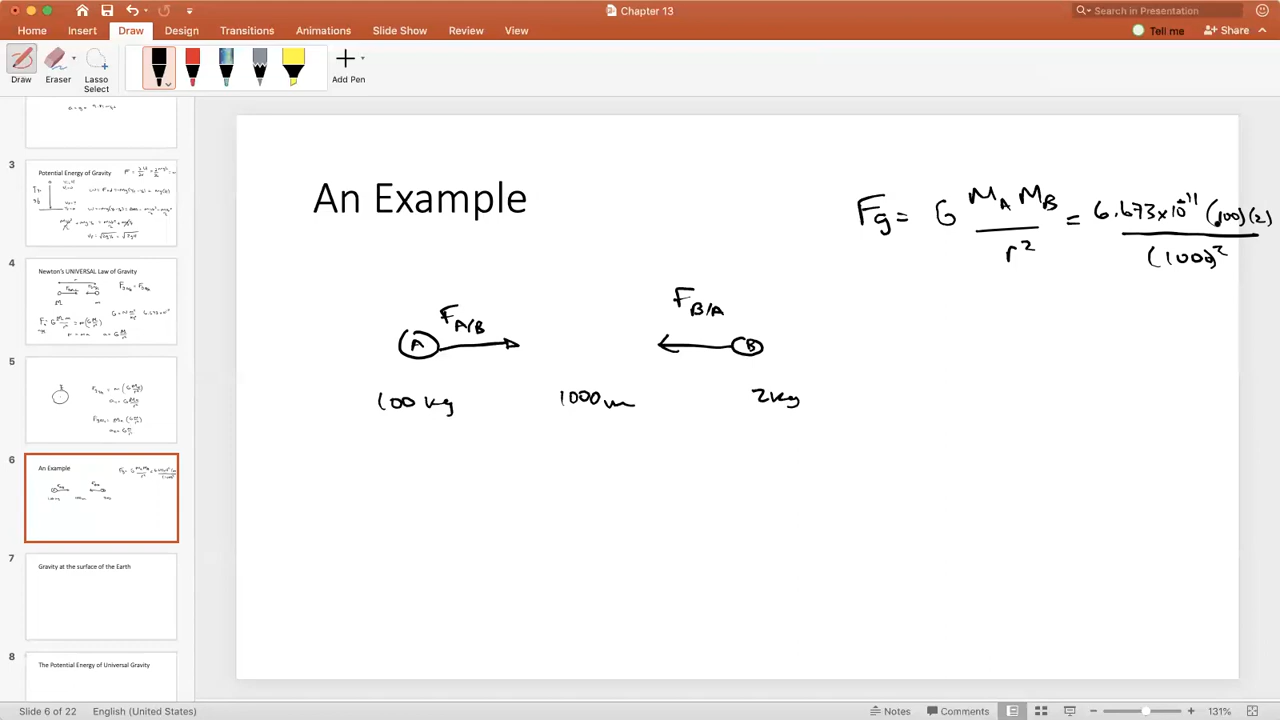 Chapter 13
Search in Presentation
Home Insert Draw Design Transitions Animations Slide Show Review View
Tell me
Share
Draw
Eraser
Lasso Select
Add Pen
3
Potential Energy of Gravity
4
Newton's UNIVERSAL Law of Gravity
5
6
An Example
7
Gravity at the surface of the Earth
8
The Potential Energy of Universal Gravity
An Example
Fg = G MA MB / r² = 6.673×10⁻¹¹ (100)(2) / (1000)²
FA/B
FB/A
A
B
100 kg
1000 m
2 kg
Slide 6 of 22
English (United States)
Notes
Comments
131%